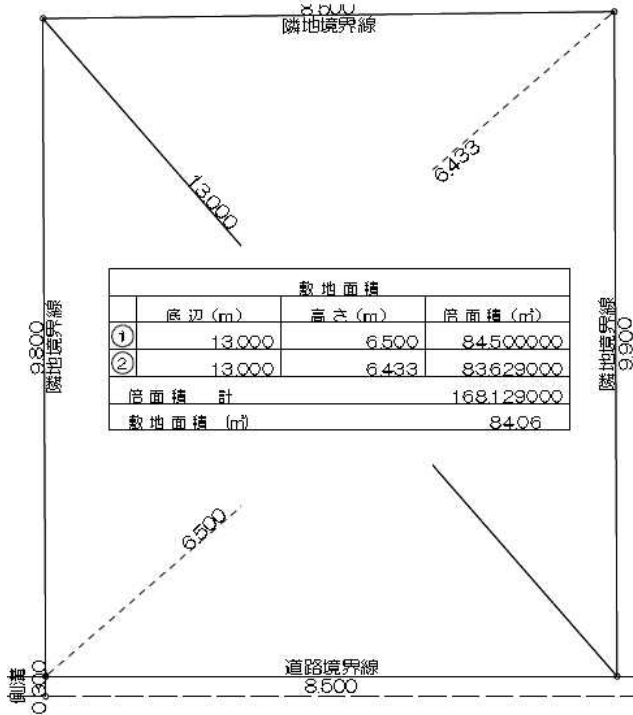 8.500
隣地境界線
6.433
13.000
敷地面積
底辺(m) 高さ(m) 倍面積(㎡)
① 13.000 6.500 84.500000
② 13.000 6.433 83.629000
倍面積 計 168.129000
敷地面積 (㎡) 84.06
9.800
隣地境界線
隣地境界線
9.900
6.500
道路境界線
8.500
側溝
0.300